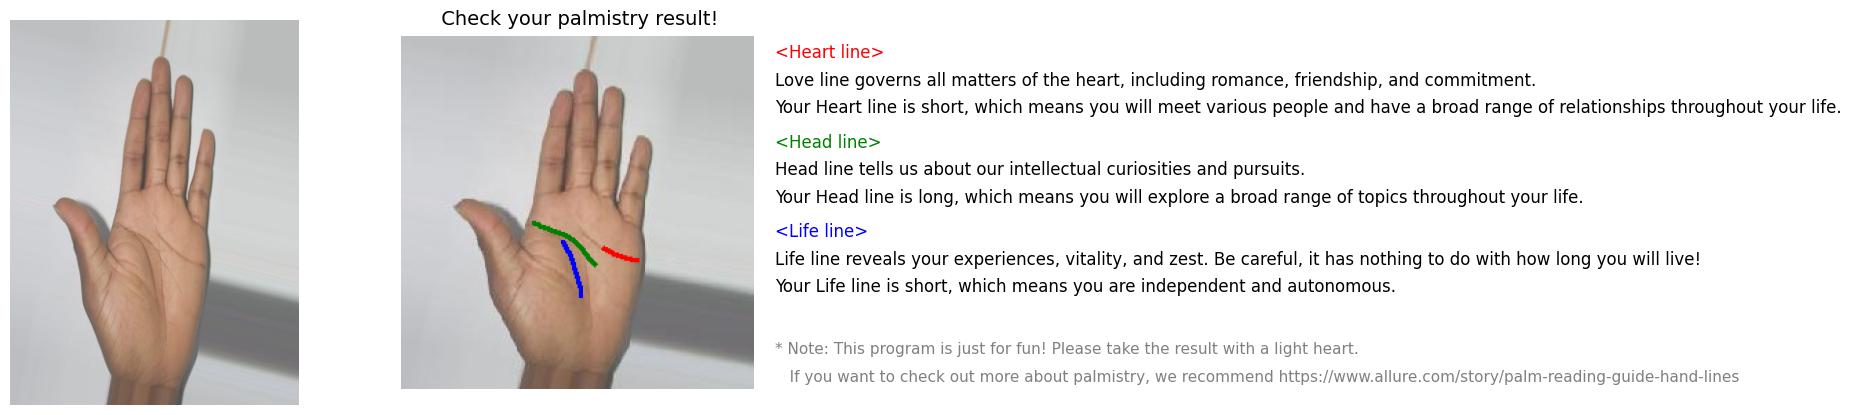 Check your palmistry result!
<Heart line>
Love line governs all matters of the heart, including romance, friendship, and commitment.
Your Heart line is short, which means you will meet various people and have a broad range of relationships throughout your life.
<Head line>
Head line tells us about our intellectual curiosities and pursuits.
Your Head line is long, which means you will explore a broad range of topics throughout your life.
<Life line>
Life line reveals your experiences, vitality, and zest. Be careful, it has nothing to do with how long you will live!
Your Life line is short, which means you are independent and autonomous.
* Note: This program is just for fun! Please take the result with a light heart.
If you want to check out more about palmistry, we recommend https://www.allure.com/story/palm-reading-guide-hand-lines